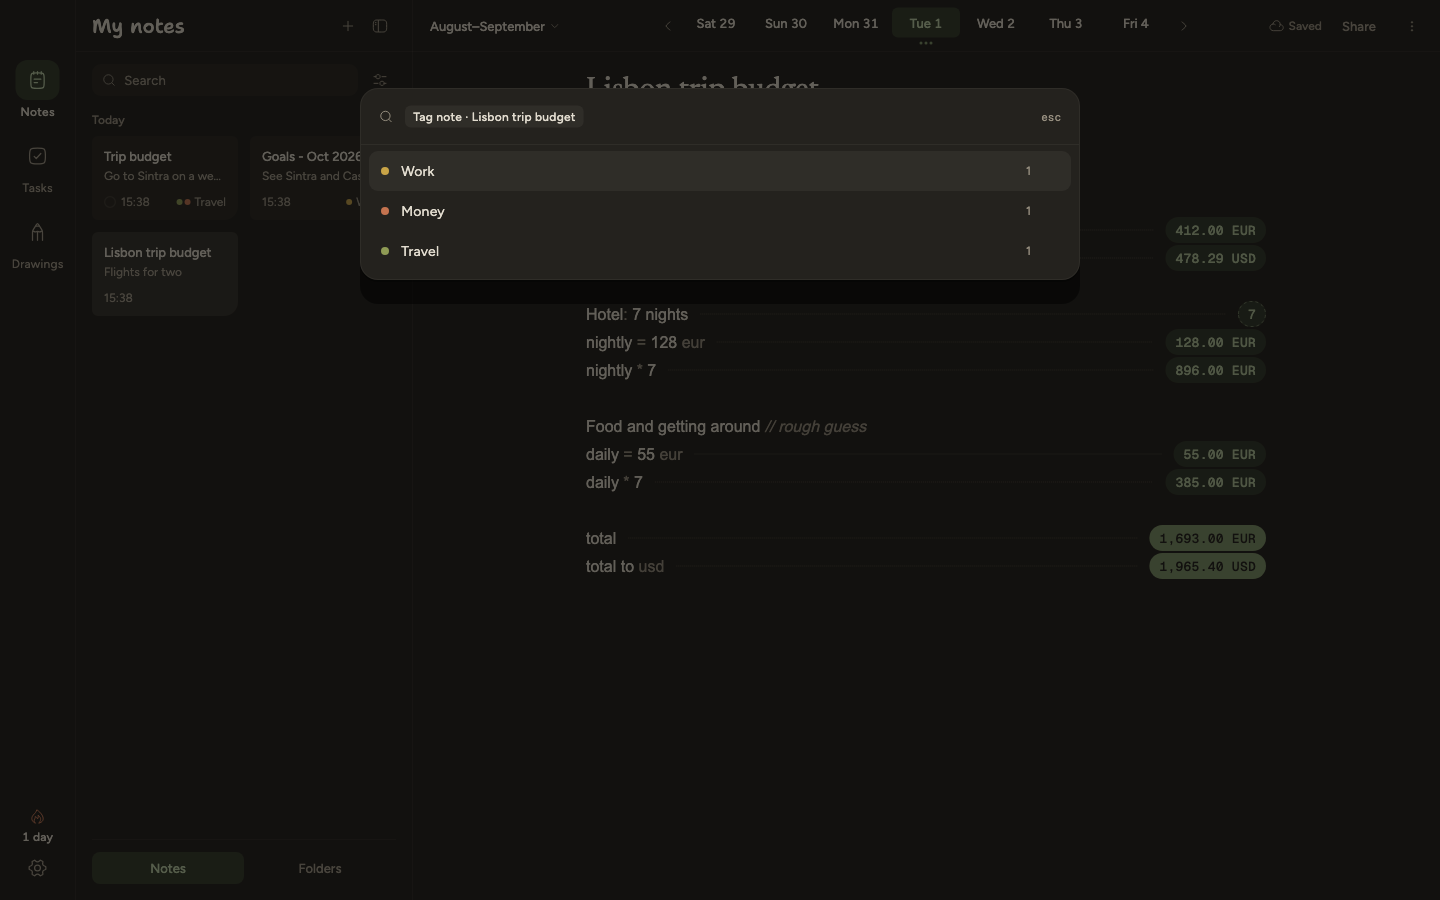 My notes
August–September
Sat 29
Sun 30
Mon 31
Tue 1
Wed 2
Thu 3
Fri 4
Saved
Share
Search
Notes
Tasks
Drawings
Today
Trip budget
Go to Sintra on a we...
15:38
Travel
Goals - Oct 2026
See Sintra and Cas
15:38
Lisbon trip budget
Flights for two
15:38
Lisbon trip budget
Tag note · Lisbon trip budget
esc
Work 1
Money 1
Travel 1
412.00 EUR
478.29 USD
Hotel: 7 nights 7
nightly = 128 eur 128.00 EUR
nightly * 7 896.00 EUR
Food and getting around // rough guess
daily = 55 eur 55.00 EUR
daily * 7 385.00 EUR
total 1,693.00 EUR
total to usd 1,965.40 USD
1 day
Notes
Folders